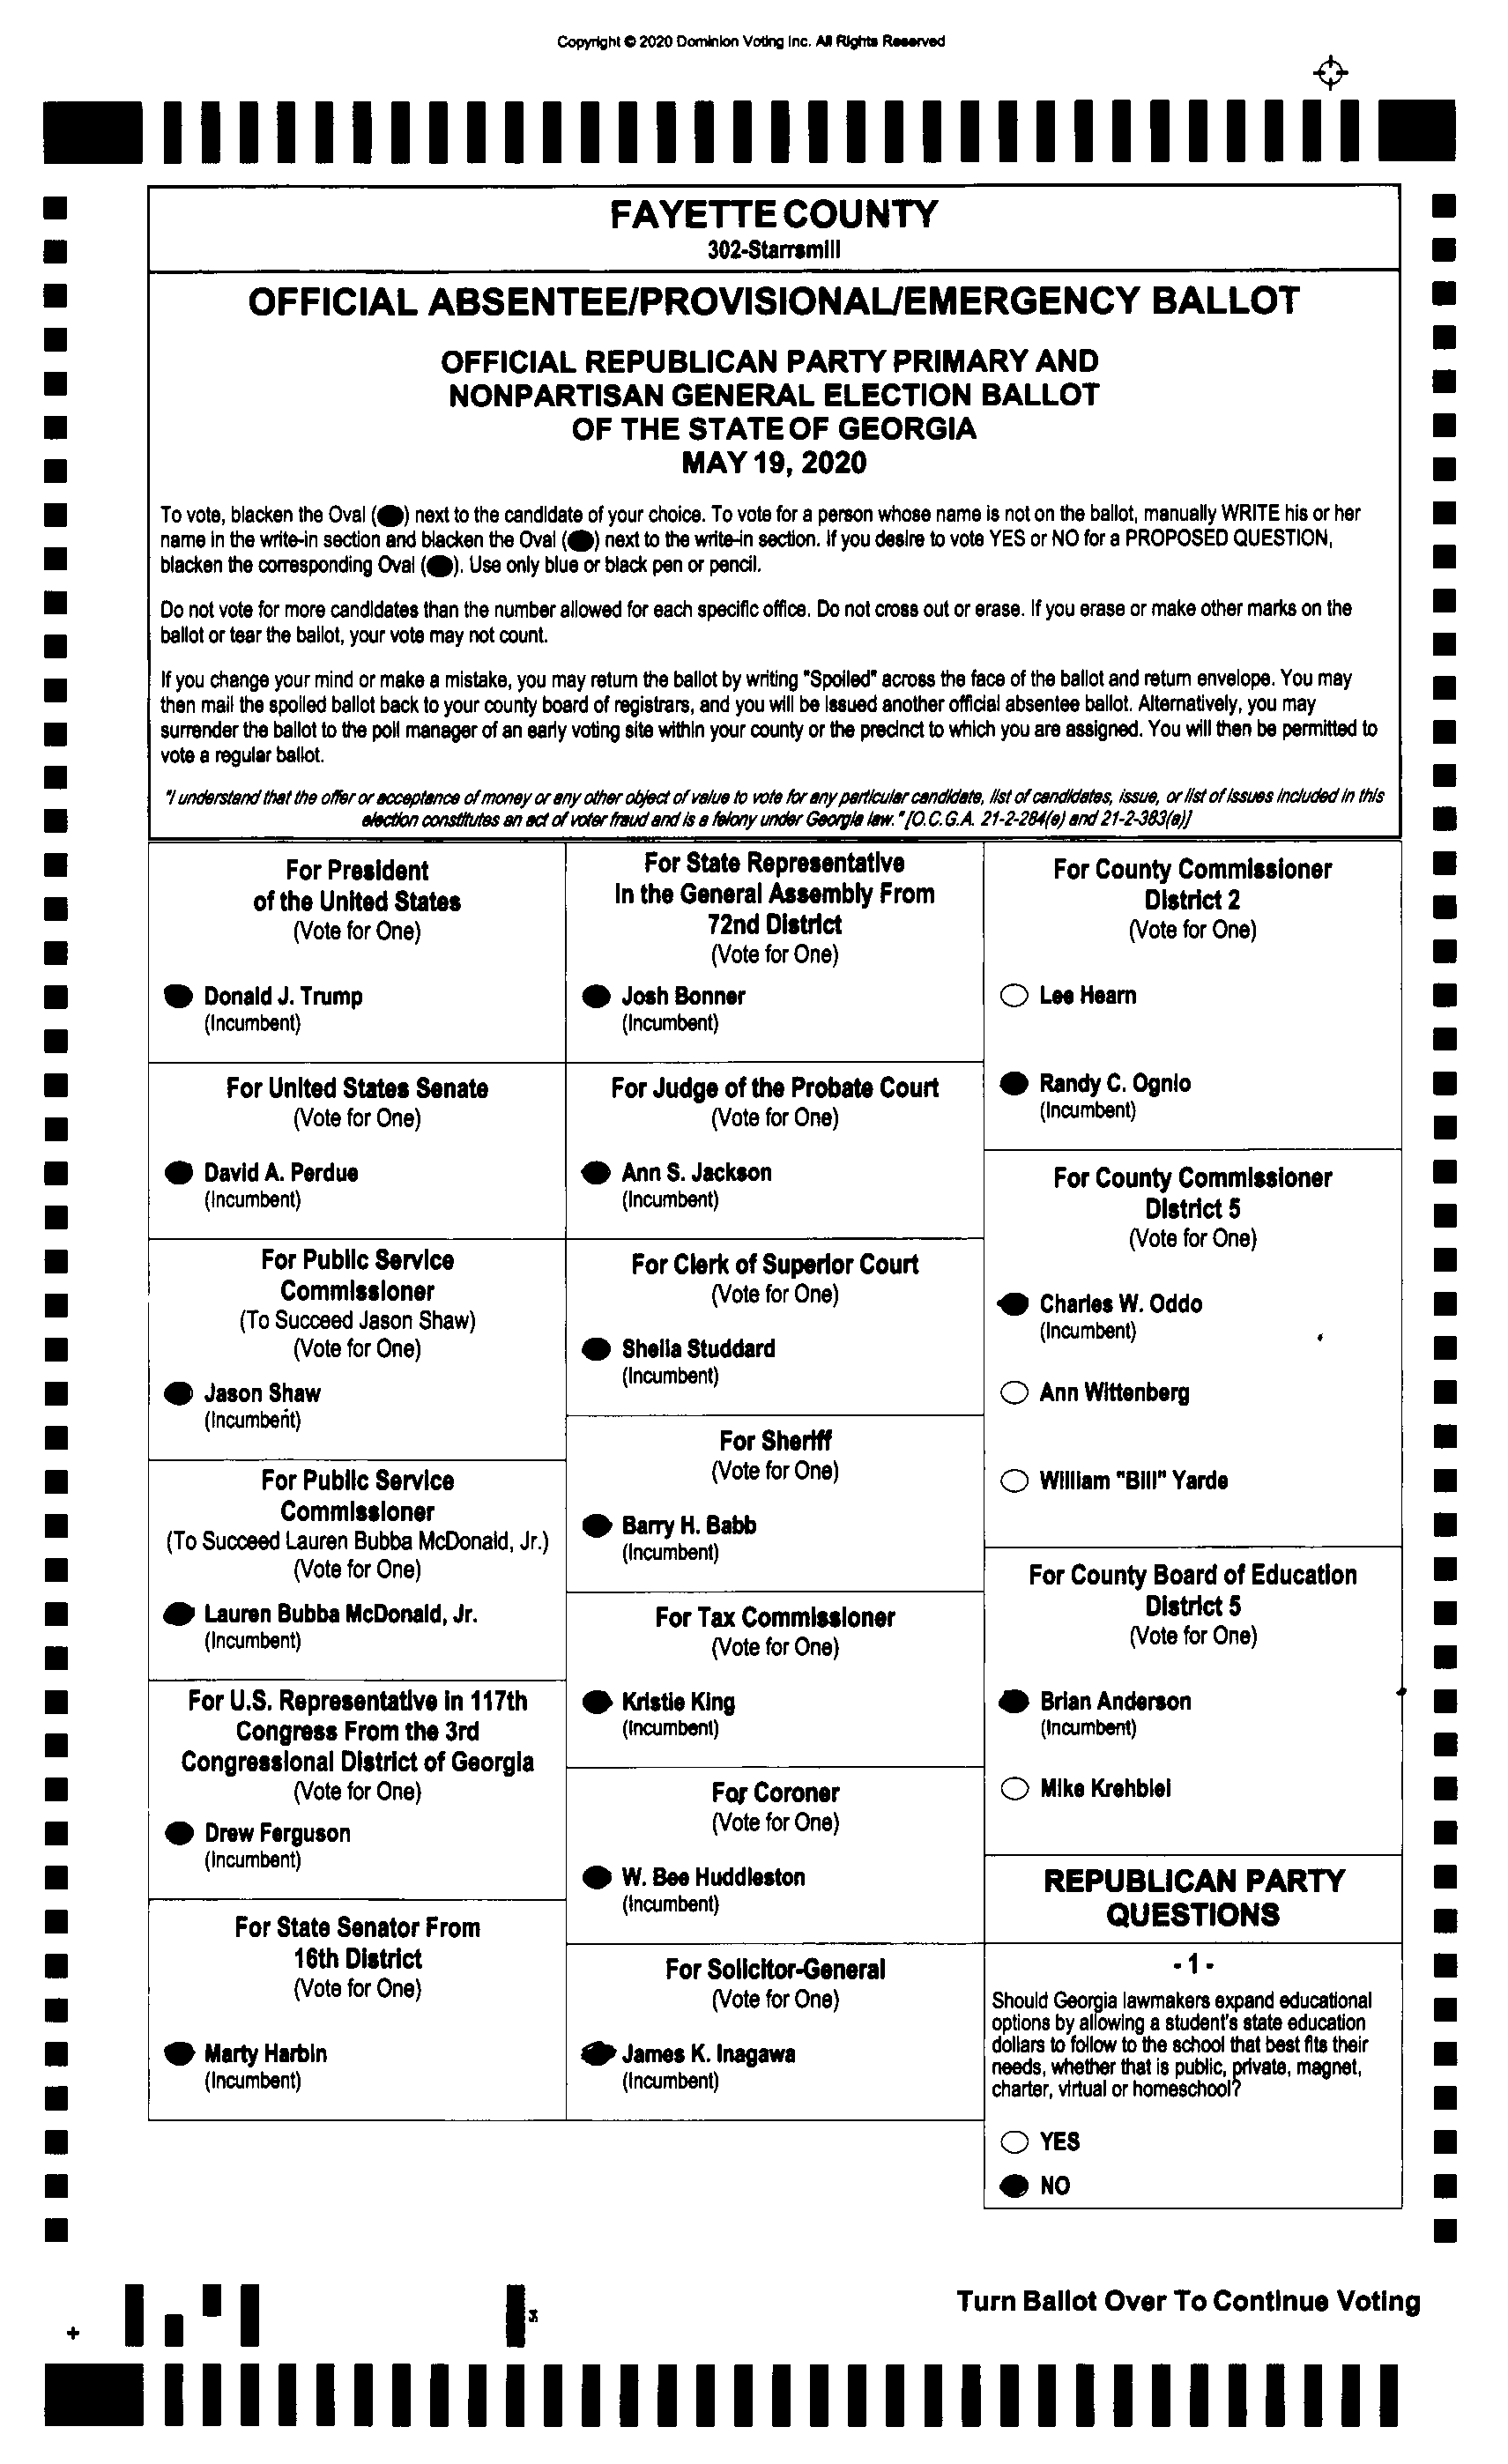 Copyright © 2020 Dominion Voting Inc. All Rights Reserved
FAYETTE COUNTY
302-Starrsmill
OFFICIAL ABSENTEE/PROVISIONAL/EMERGENCY BALLOT
OFFICIAL REPUBLICAN PARTY PRIMARY AND
NONPARTISAN GENERAL ELECTION BALLOT
OF THE STATE OF GEORGIA
MAY 19, 2020
To vote, blacken the Oval (⬤) next to the candidate of your choice. To vote for a person whose name is not on the ballot, manually WRITE his or her
name in the write-in section and blacken the Oval (⬤) next to the write-in section. If you desire to vote YES or NO for a PROPOSED QUESTION,
blacken the corresponding Oval (⬤). Use only blue or black pen or pencil.
Do not vote for more candidates than the number allowed for each specific office. Do not cross out or erase. If you erase or make other marks on the
ballot or tear the ballot, your vote may not count.
If you change your mind or make a mistake, you may return the ballot by writing "Spoiled" across the face of the ballot and return envelope. You may
then mail the spoiled ballot back to your county board of registrars, and you will be issued another official absentee ballot. Alternatively, you may
surrender the ballot to the poll manager of an early voting site within your county or the precinct to which you are assigned. You will then be permitted to
vote a regular ballot.
"I understand that the offer or acceptance of money or any other object of value to vote for any particular candidate, list of candidates, issue, or list of issues included in this
election constitutes an act of voter fraud and is a felony under Georgia law." [O.C.G.A. 21-2-284(e) and 21-2-383(a)]
For President
of the United States
(Vote for One)
Donald J. Trump
(Incumbent)
For United States Senate
(Vote for One)
David A. Perdue
(Incumbent)
For Public Service
Commissioner
(To Succeed Jason Shaw)
(Vote for One)
Jason Shaw
(Incumbent)
For Public Service
Commissioner
(To Succeed Lauren Bubba McDonald, Jr.)
(Vote for One)
Lauren Bubba McDonald, Jr.
(Incumbent)
For U.S. Representative in 117th
Congress From the 3rd
Congressional District of Georgia
(Vote for One)
Drew Ferguson
(Incumbent)
For State Senator From
16th District
(Vote for One)
Marty Harbin
(Incumbent)
For State Representative
In the General Assembly From
72nd District
(Vote for One)
Josh Bonner
(Incumbent)
For Judge of the Probate Court
(Vote for One)
Ann S. Jackson
(Incumbent)
For Clerk of Superior Court
(Vote for One)
Sheila Studdard
(Incumbent)
For Sheriff
(Vote for One)
Barry H. Babb
(Incumbent)
For Tax Commissioner
(Vote for One)
Kristie King
(Incumbent)
For Coroner
(Vote for One)
W. Bee Huddleston
(Incumbent)
For Solicitor-General
(Vote for One)
James K. Inagawa
(Incumbent)
For County Commissioner
District 2
(Vote for One)
Lee Hearn
Randy C. Ognio
(Incumbent)
For County Commissioner
District 5
(Vote for One)
Charles W. Oddo
(Incumbent)
Ann Wittenberg
William "Bill" Yarde
For County Board of Education
District 5
(Vote for One)
Brian Anderson
(Incumbent)
Mike Krehbiel
REPUBLICAN PARTY
QUESTIONS
- 1 -
Should Georgia lawmakers expand educational
options by allowing a student's state education
dollars to follow to the school that best fits their
needs, whether that is public, private, magnet,
charter, virtual or homeschool?
YES
NO
Turn Ballot Over To Continue Voting